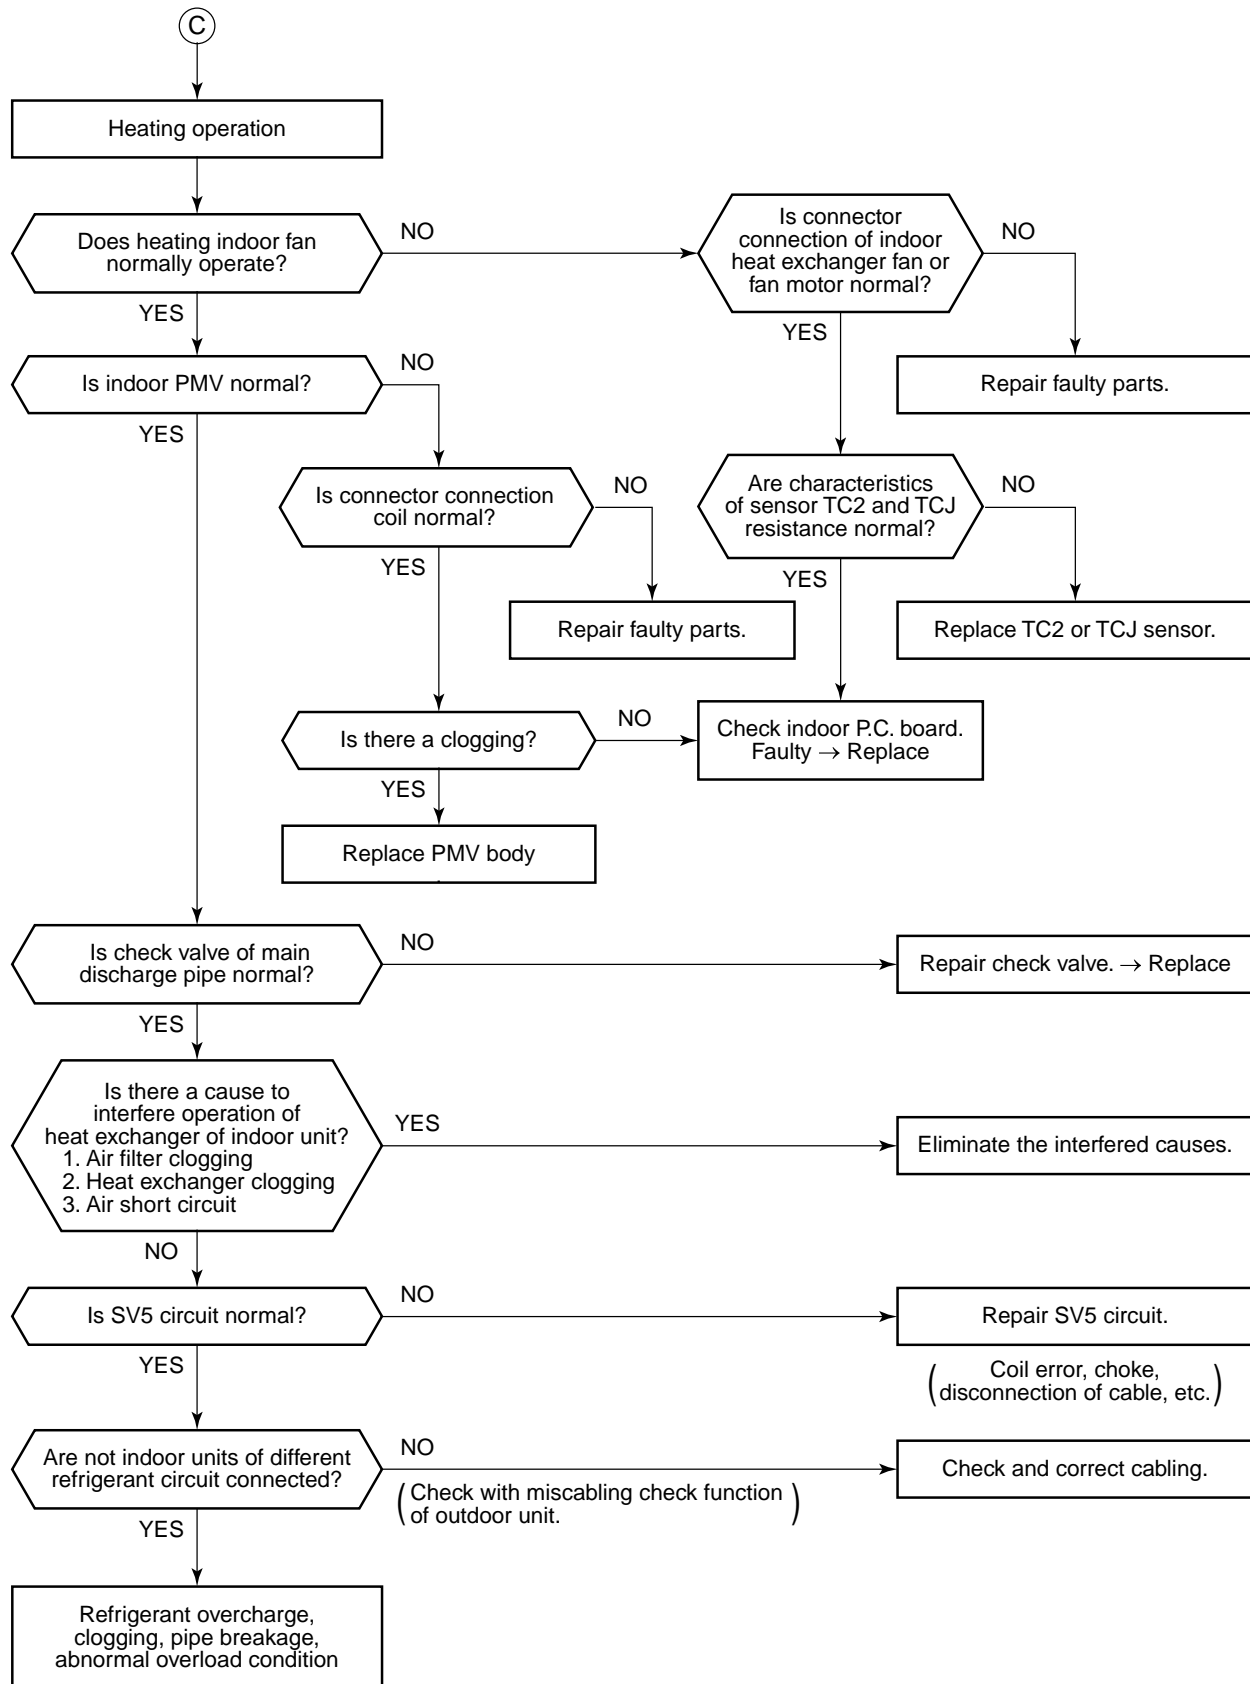 C
Heating operation
Does heating indoor fan
normally operate?
NO
YES
Is connector
connection of indoor
heat exchanger fan or
fan motor normal?
NO
YES
Repair faulty parts.
Is indoor PMV normal?
NO
YES
Is connector connection
coil normal?
NO
YES
Repair faulty parts.
Are characteristics
of sensor TC2 and TCJ
resistance normal?
NO
YES
Replace TC2 or TCJ sensor.
Is there a clogging?
NO
YES
Check indoor P.C. board.
Faulty → Replace
Replace PMV body
Is check valve of main
discharge pipe normal?
NO
YES
Repair check valve. → Replace
Is there a cause to
interfere operation of
heat exchanger of indoor unit?
1. Air filter clogging
2. Heat exchanger clogging
3. Air short circuit
YES
NO
Eliminate the interfered causes.
Is SV5 circuit normal?
NO
YES
Repair SV5 circuit.
(Coil error, choke,
disconnection of cable, etc.)
Are not indoor units of different
refrigerant circuit connected?
NO
YES
(Check with miscabling check function
of outdoor unit.)
Check and correct cabling.
Refrigerant overcharge,
clogging, pipe breakage,
abnormal overload condition